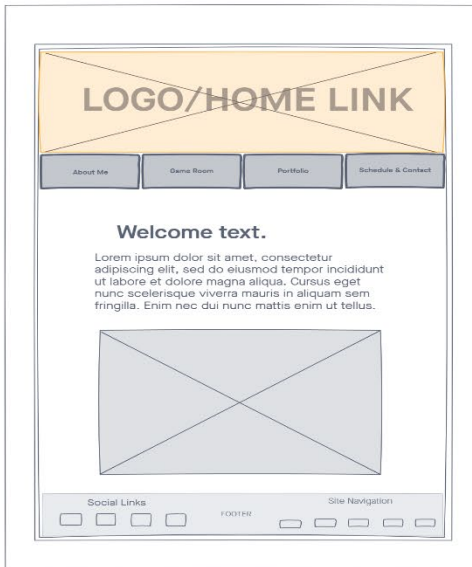 LOGO/HOME LINK
About Me
Game Room
Portfolio
Schedule & Contact
Welcome text.
Lorem ipsum dolor sit amet, consectetur
adipiscing elit, sed do eiusmod tempor incididunt
ut labore et dolore magna aliqua. Cursus eget
nunc scelerisque viverra mauris in aliquam sem
fringilla. Enim nec dui nunc mattis enim ut tellus.
Social Links
FOOTER
Site Navigation